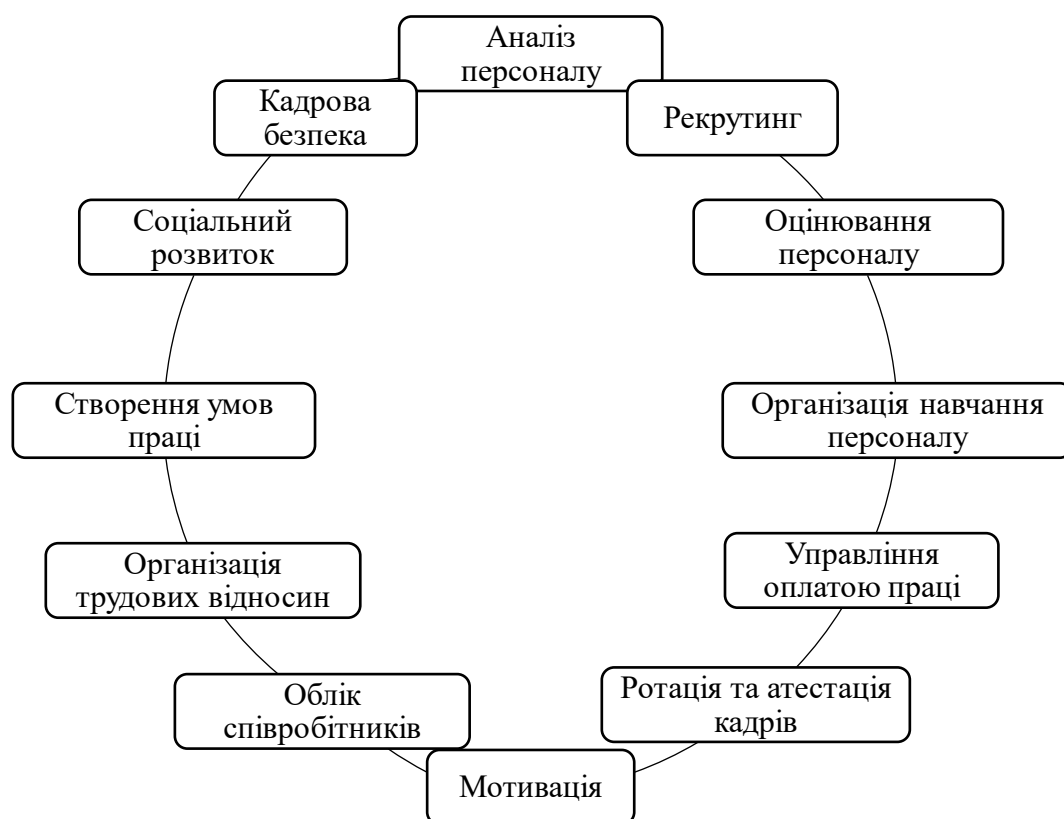 Аналіз
персоналу
Рекрутинг
Оцінювання
персоналу
Організація навчання
персоналу
Управління
оплатою праці
Ротація та атестація
кадрів
Мотивація
Облік
співробітників
Організація
трудових відносин
Створення умов
праці
Соціальний
розвиток
Кадрова
безпека